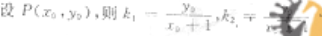 设 P(x₀, y₀), 则 k₁ = y₀/(x₀+1), k₂ =